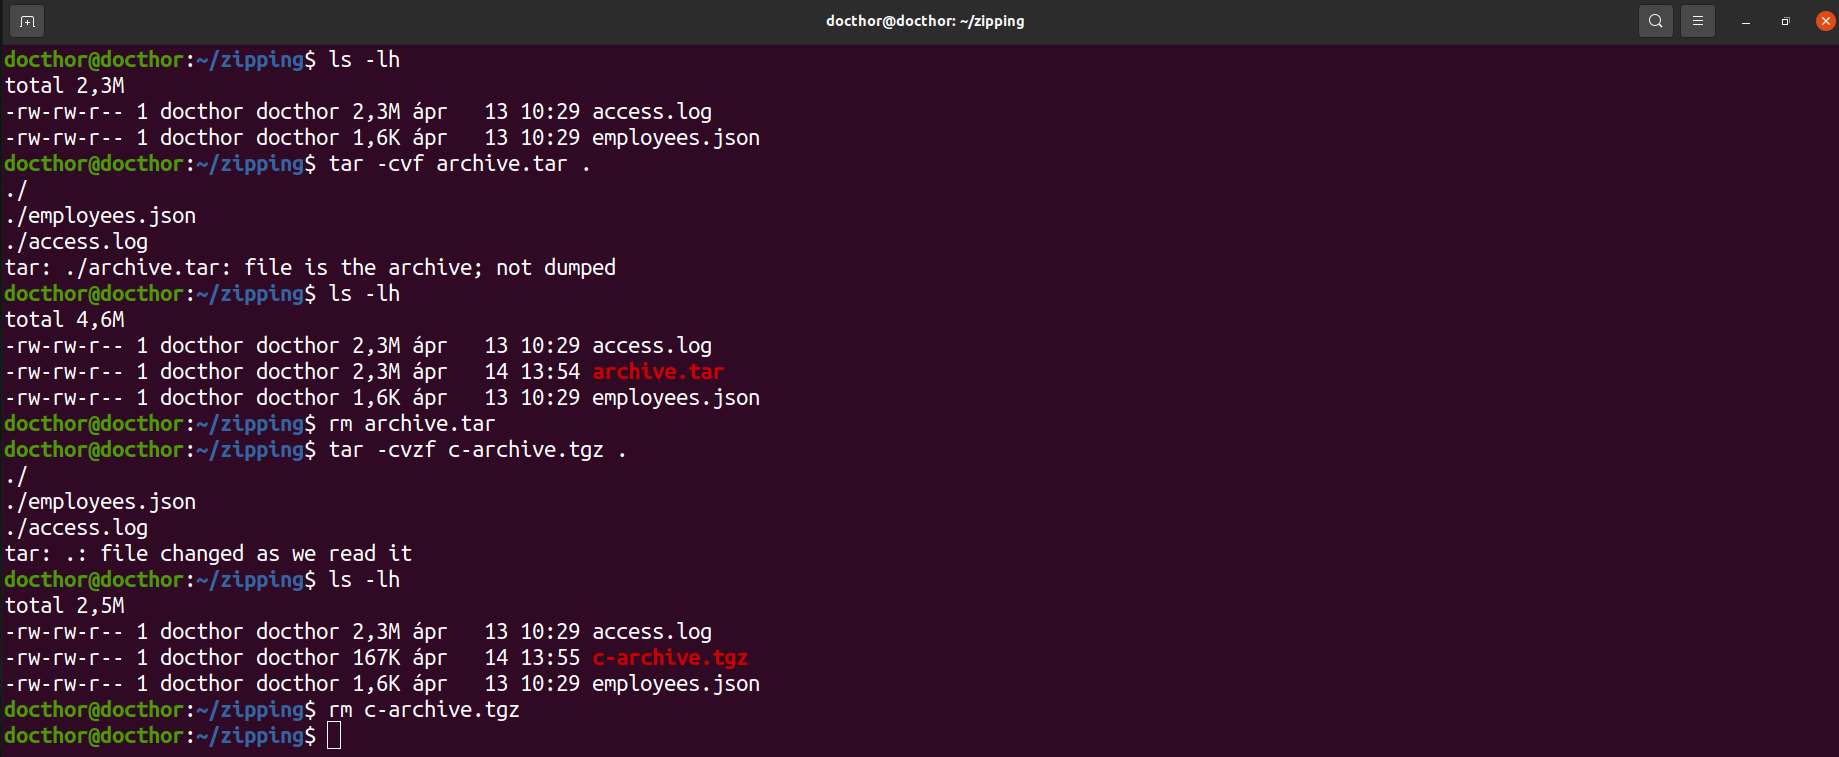 docthor@docthor: ~/zipping
docthor@docthor:~/zipping$ ls -lh
total 2,3M
-rw-rw-r-- 1 docthor docthor 2,3M ápr   13 10:29 access.log
-rw-rw-r-- 1 docthor docthor 1,6K ápr   13 10:29 employees.json
docthor@docthor:~/zipping$ tar -cvf archive.tar .
./
./employees.json
./access.log
tar: ./archive.tar: file is the archive; not dumped
docthor@docthor:~/zipping$ ls -lh
total 4,6M
-rw-rw-r-- 1 docthor docthor 2,3M ápr   13 10:29 access.log
-rw-rw-r-- 1 docthor docthor 2,3M ápr   14 13:54 archive.tar
-rw-rw-r-- 1 docthor docthor 1,6K ápr   13 10:29 employees.json
docthor@docthor:~/zipping$ rm archive.tar
docthor@docthor:~/zipping$ tar -cvzf c-archive.tgz .
./
./employees.json
./access.log
tar: .: file changed as we read it
docthor@docthor:~/zipping$ ls -lh
total 2,5M
-rw-rw-r-- 1 docthor docthor 2,3M ápr   13 10:29 access.log
-rw-rw-r-- 1 docthor docthor 167K ápr   14 13:55 c-archive.tgz
-rw-rw-r-- 1 docthor docthor 1,6K ápr   13 10:29 employees.json
docthor@docthor:~/zipping$ rm c-archive.tgz
docthor@docthor:~/zipping$